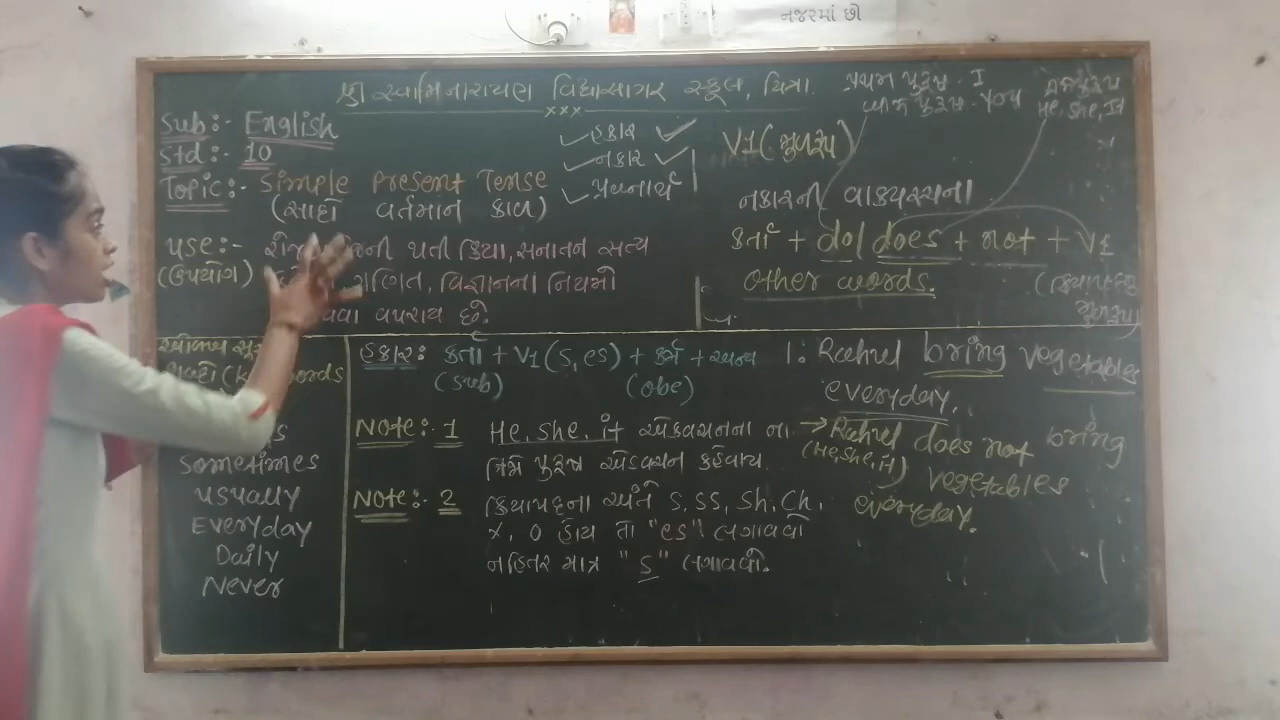 નજરમાં છો
શ્રી સ્વામિનારાયણ વિદ્યાસાગર સ્કૂલ, ચિત્રા.
×××
Sub:- English
Std:- 10
Topic:- Simple Present Tense
(સાદો વર્તમાન કાળ)
હકાર
નકાર
પ્રશ્નાર્થ
Use:- થતી ક્રિયા, સનાતન સત્ય
(ઉપયોગ) ગણિત, વિજ્ઞાનના નિયમો
વપરાય છે.
પ્રથમ પુરુષ - I
He, She, It
V1 (મુળરૂપ)
નકારની વાક્યરચના
કર્તા + do/does + not + V1
other words.
Sometimes
Usually
Everyday
Daily
Never
હકાર: કર્તા + V1 (s, es) + કર્મ + અન્ય
(Sub) (obe)
Note:- 1 He, She, It એકવચનના ના
પુરુષ એકવચન કહેવાય.
Note:- 2 ક્રિયાપદના અંતે s, ss, sh, ch,
x, o હોય તો "es" લગાવવો
નહિતર માત્ર "s" લગાવવો.
1: Rahul bring vegetables
everyday.
→ Rahul does not bring
(He, she, it) vegetables
everyday.